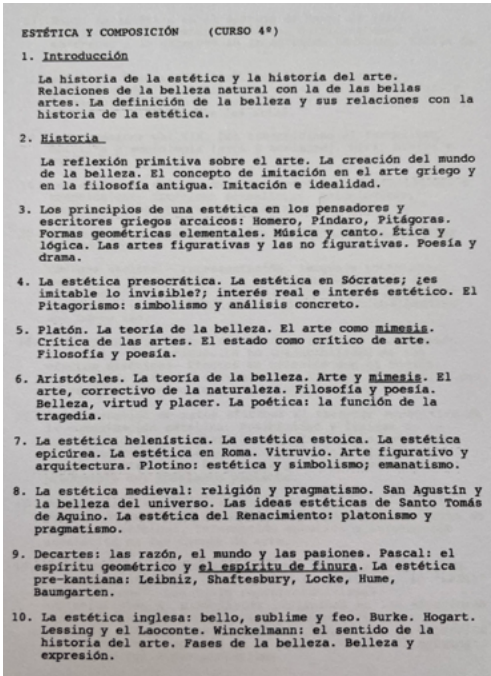 ESTÉTICA Y COMPOSICIÓN (CURSO 4º)
1. Introducción
La historia de la estética y la historia del arte.
Relaciones de la belleza natural con la de las bellas
artes. La definición de la belleza y sus relaciones con la
historia de la estética.
2. Historia
La reflexión primitiva sobre el arte. La creación del mundo
de la belleza. El concepto de imitación en el arte griego y
en la filosofía antigua. Imitación e idealidad.
3. Los principios de una estética en los pensadores y
escritores griegos arcaicos: Homero, Píndaro, Pitágoras.
Formas geométricas elementales. Música y canto. Ética y
lógica. Las artes figurativas y las no figurativas. Poesía y
drama.
4. La estética presocrática. La estética en Sócrates; ¿es
imitable lo invisible?; interés real e interés estético. El
Pitagorismo: simbolismo y análisis concreto.
5. Platón. La teoría de la belleza. El arte como mimesis.
Crítica de las artes. El estado como crítico de arte.
Filosofía y poesía.
6. Aristóteles. La teoría de la belleza. Arte y mimesis. El
arte, correctivo de la naturaleza. Filosofía y poesía.
Belleza, virtud y placer. La poética: la función de la
tragedia.
7. La estética helenística. La estética estoica. La estética
epicúrea. La estética en Roma. Vitruvio. Arte figurativo y
arquitectura. Plotino: estética y simbolismo; emanatismo.
8. La estética medieval: religión y pragmatismo. San Agustín y
la belleza del universo. Las ideas estéticas de Santo Tomás
de Aquino. La estética del Renacimiento: platonismo y
pragmatismo.
9. Decartes: las razón, el mundo y las pasiones. Pascal: el
espíritu geométrico y el espíritu de finura. La estética
pre-kantiana: Leibniz, Shaftesbury, Locke, Hume,
Baumgarten.
10. La estética inglesa: bello, sublime y feo. Burke. Hogart.
Lessing y el Laoconte. Winckelmann: el sentido de la
historia del arte. Fases de la belleza. Belleza y
expresión.